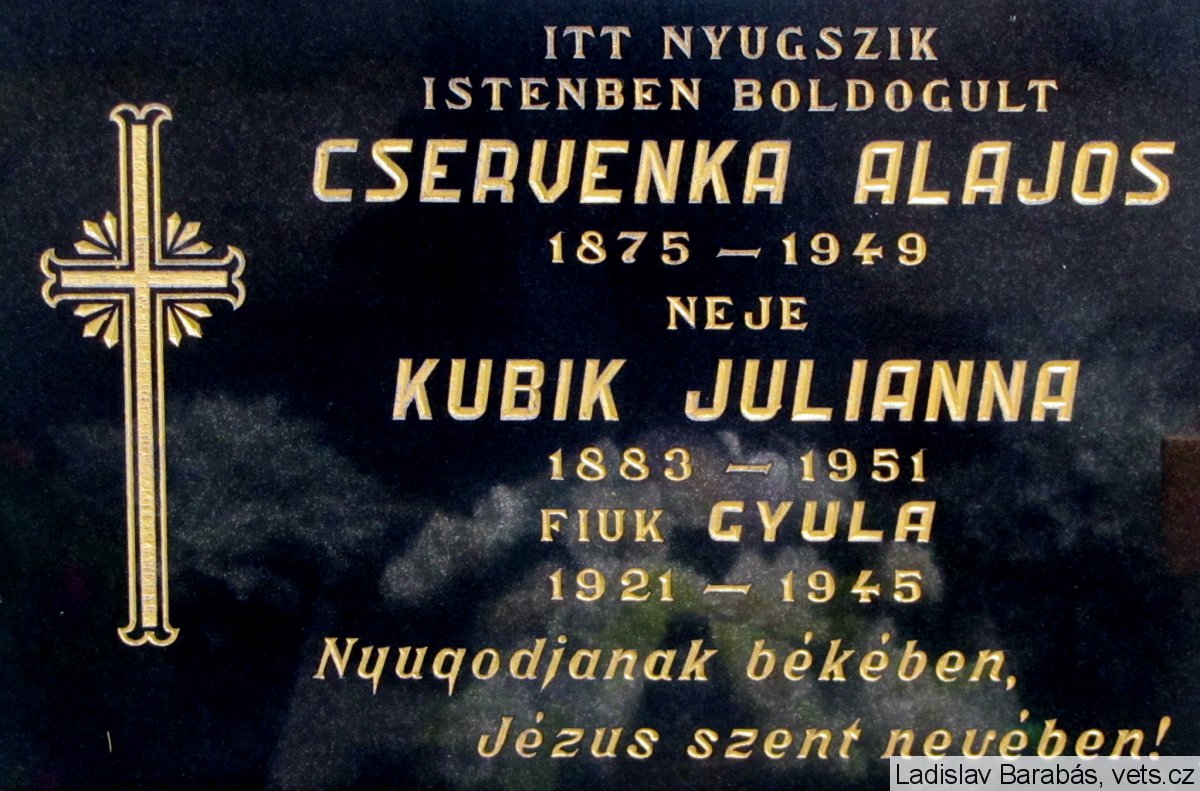 ITT NYUGSZIK
ISTENBEN BOLDOGULT
CSERVENKA ALAJOS
1875 — 1949
NEJE
KUBIK JULIANNA
1883 — 1951
FIUK GYULA
1921 — 1945
Nyugodjanak békében,
Jézus szent nevében!
Ladislav Barabás, vets.cz